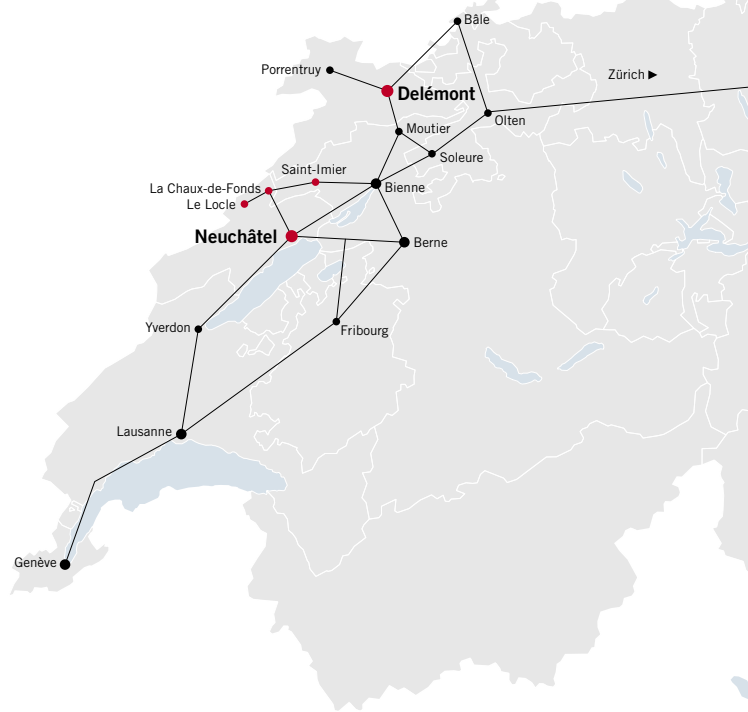 Bâle
Porrentruy
Zürich ▶
Delémont
Olten
Moutier
Soleure
Saint-Imier
La Chaux-de-Fonds
Bienne
Le Locle
Neuchâtel
Berne
Yverdon
Fribourg
Lausanne
Genève